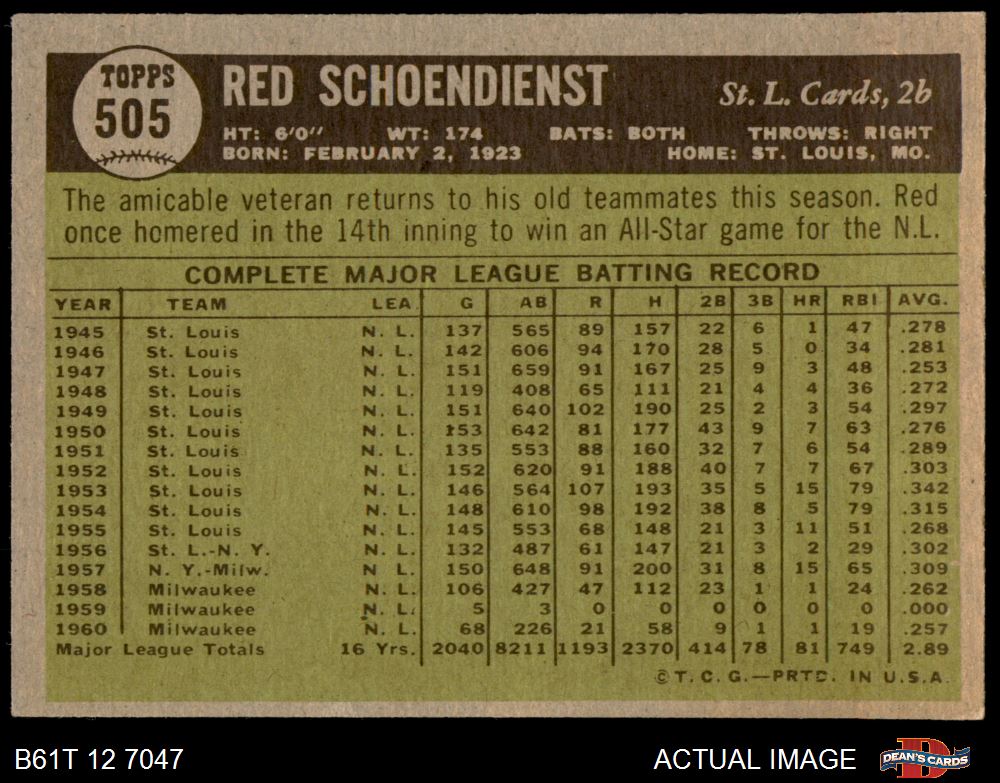 TOPPS
505
RED SCHOENDIENST
St. L. Cards, 2b
HT: 6'0" WT: 174 BATS: BOTH THROWS: RIGHT
BORN: FEBRUARY 2, 1923 HOME: ST. LOUIS, MO.
The amicable veteran returns to his old teammates this season. Red
once homered in the 14th inning to win an All-Star game for the N.L.
COMPLETE MAJOR LEAGUE BATTING RECORD
YEAR TEAM LEA G AB R H 2B 3B HR RBI AVG.
1945 St. Louis N. L. 137 565 89 157 22 6 1 47 .278
1946 St. Louis N. L. 142 606 94 170 28 5 0 34 .281
1947 St. Louis N. L. 151 659 91 167 25 9 3 48 .253
1948 St. Louis N. L. 119 408 65 111 21 4 4 36 .272
1949 St. Louis N. L. 151 640 102 190 25 2 3 54 .297
1950 St. Louis N. L. 153 642 81 177 43 9 7 63 .276
1951 St. Louis N. L. 135 553 88 160 32 7 6 54 .289
1952 St. Louis N. L. 152 620 91 188 40 7 7 67 .303
1953 St. Louis N. L. 146 564 107 193 35 5 15 79 .342
1954 St. Louis N. L. 148 610 98 192 38 8 5 79 .315
1955 St. Louis N. L. 145 553 68 148 21 3 11 51 .268
1956 St. L.-N. Y. N. L. 132 487 61 147 21 3 2 29 .302
1957 N. Y.-Milw. N L. 150 648 91 200 31 8 15 65 .309
1958 Milwaukee N. L. 106 427 47 112 23 1 1 24 .262
1959 Milwaukee N. L. 5 3 0 0 0 0 0 0 .000
1960 Milwaukee N. L. 68 226 21 58 9 1 1 19 .257
Major League Totals 16 Yrs. 2040 8211 1193 2370 414 78 81 749 2.89
© T. C. G.—PRTD. IN U.S.A.
B61T 12 7047
ACTUAL IMAGE
DEAN'S CARDS